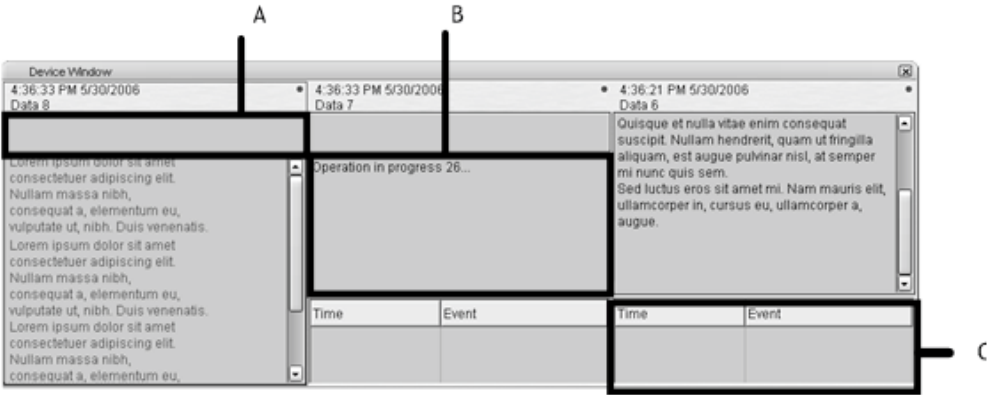 A
B
Device Window
4:36:33 PM 5/30/2006
Data 8
Lorem ipsum dolor sit amet
consectetuer adipiscing elit.
Nullam massa nibh,
consequat a, elementum eu,
vulputate ut, nibh. Duis venenatis.
Lorem ipsum dolor sit amet
consectetuer adipiscing elit.
Nullam massa nibh,
consequat a, elementum eu,
vulputate ut, nibh. Duis venenatis.
Lorem ipsum dolor sit amet
consectetuer adipiscing elit.
Nullam massa nibh,
consequat a, elementum eu,
4:36:33 PM 5/30/2006
Data 7
Operation in progress 26...
Time Event
4:36:21 PM 5/30/2006
Data 6
Quisque et nulla vitae enim consequat
suscipit. Nullam hendrerit, quam ut fringilla
aliquam, est augue pulvinar nisl, at semper
mi nunc quis sem.
Sed luctus eros sit amet mi. Nam mauris elit,
ullamcorper in, cursus eu, ullamcorper a,
augue.
Time Event
C